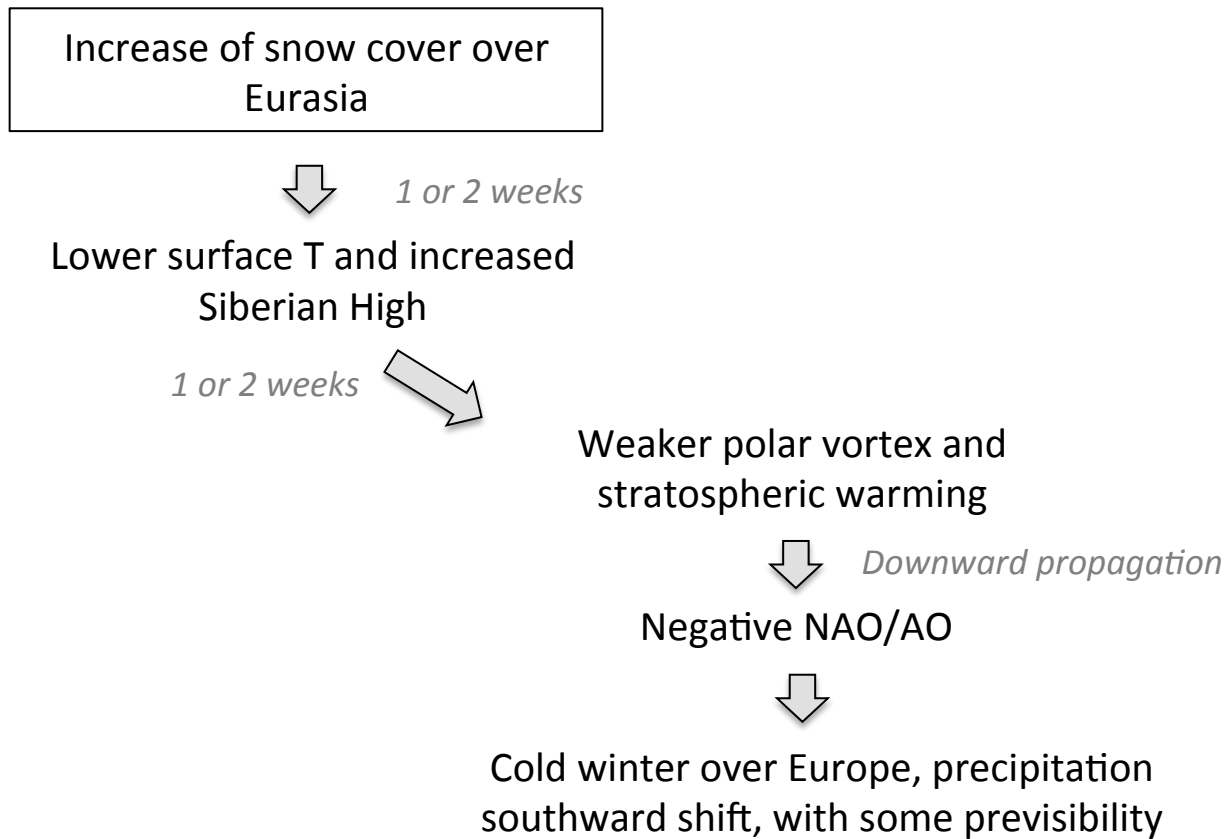 Increase of snow cover over
Eurasia
1 or 2 weeks
Lower surface T and increased
Siberian High
1 or 2 weeks
Weaker polar vortex and
stratospheric warming
Downward propagation
Negative NAO/AO
Cold winter over Europe, precipitation
southward shift, with some previsibility